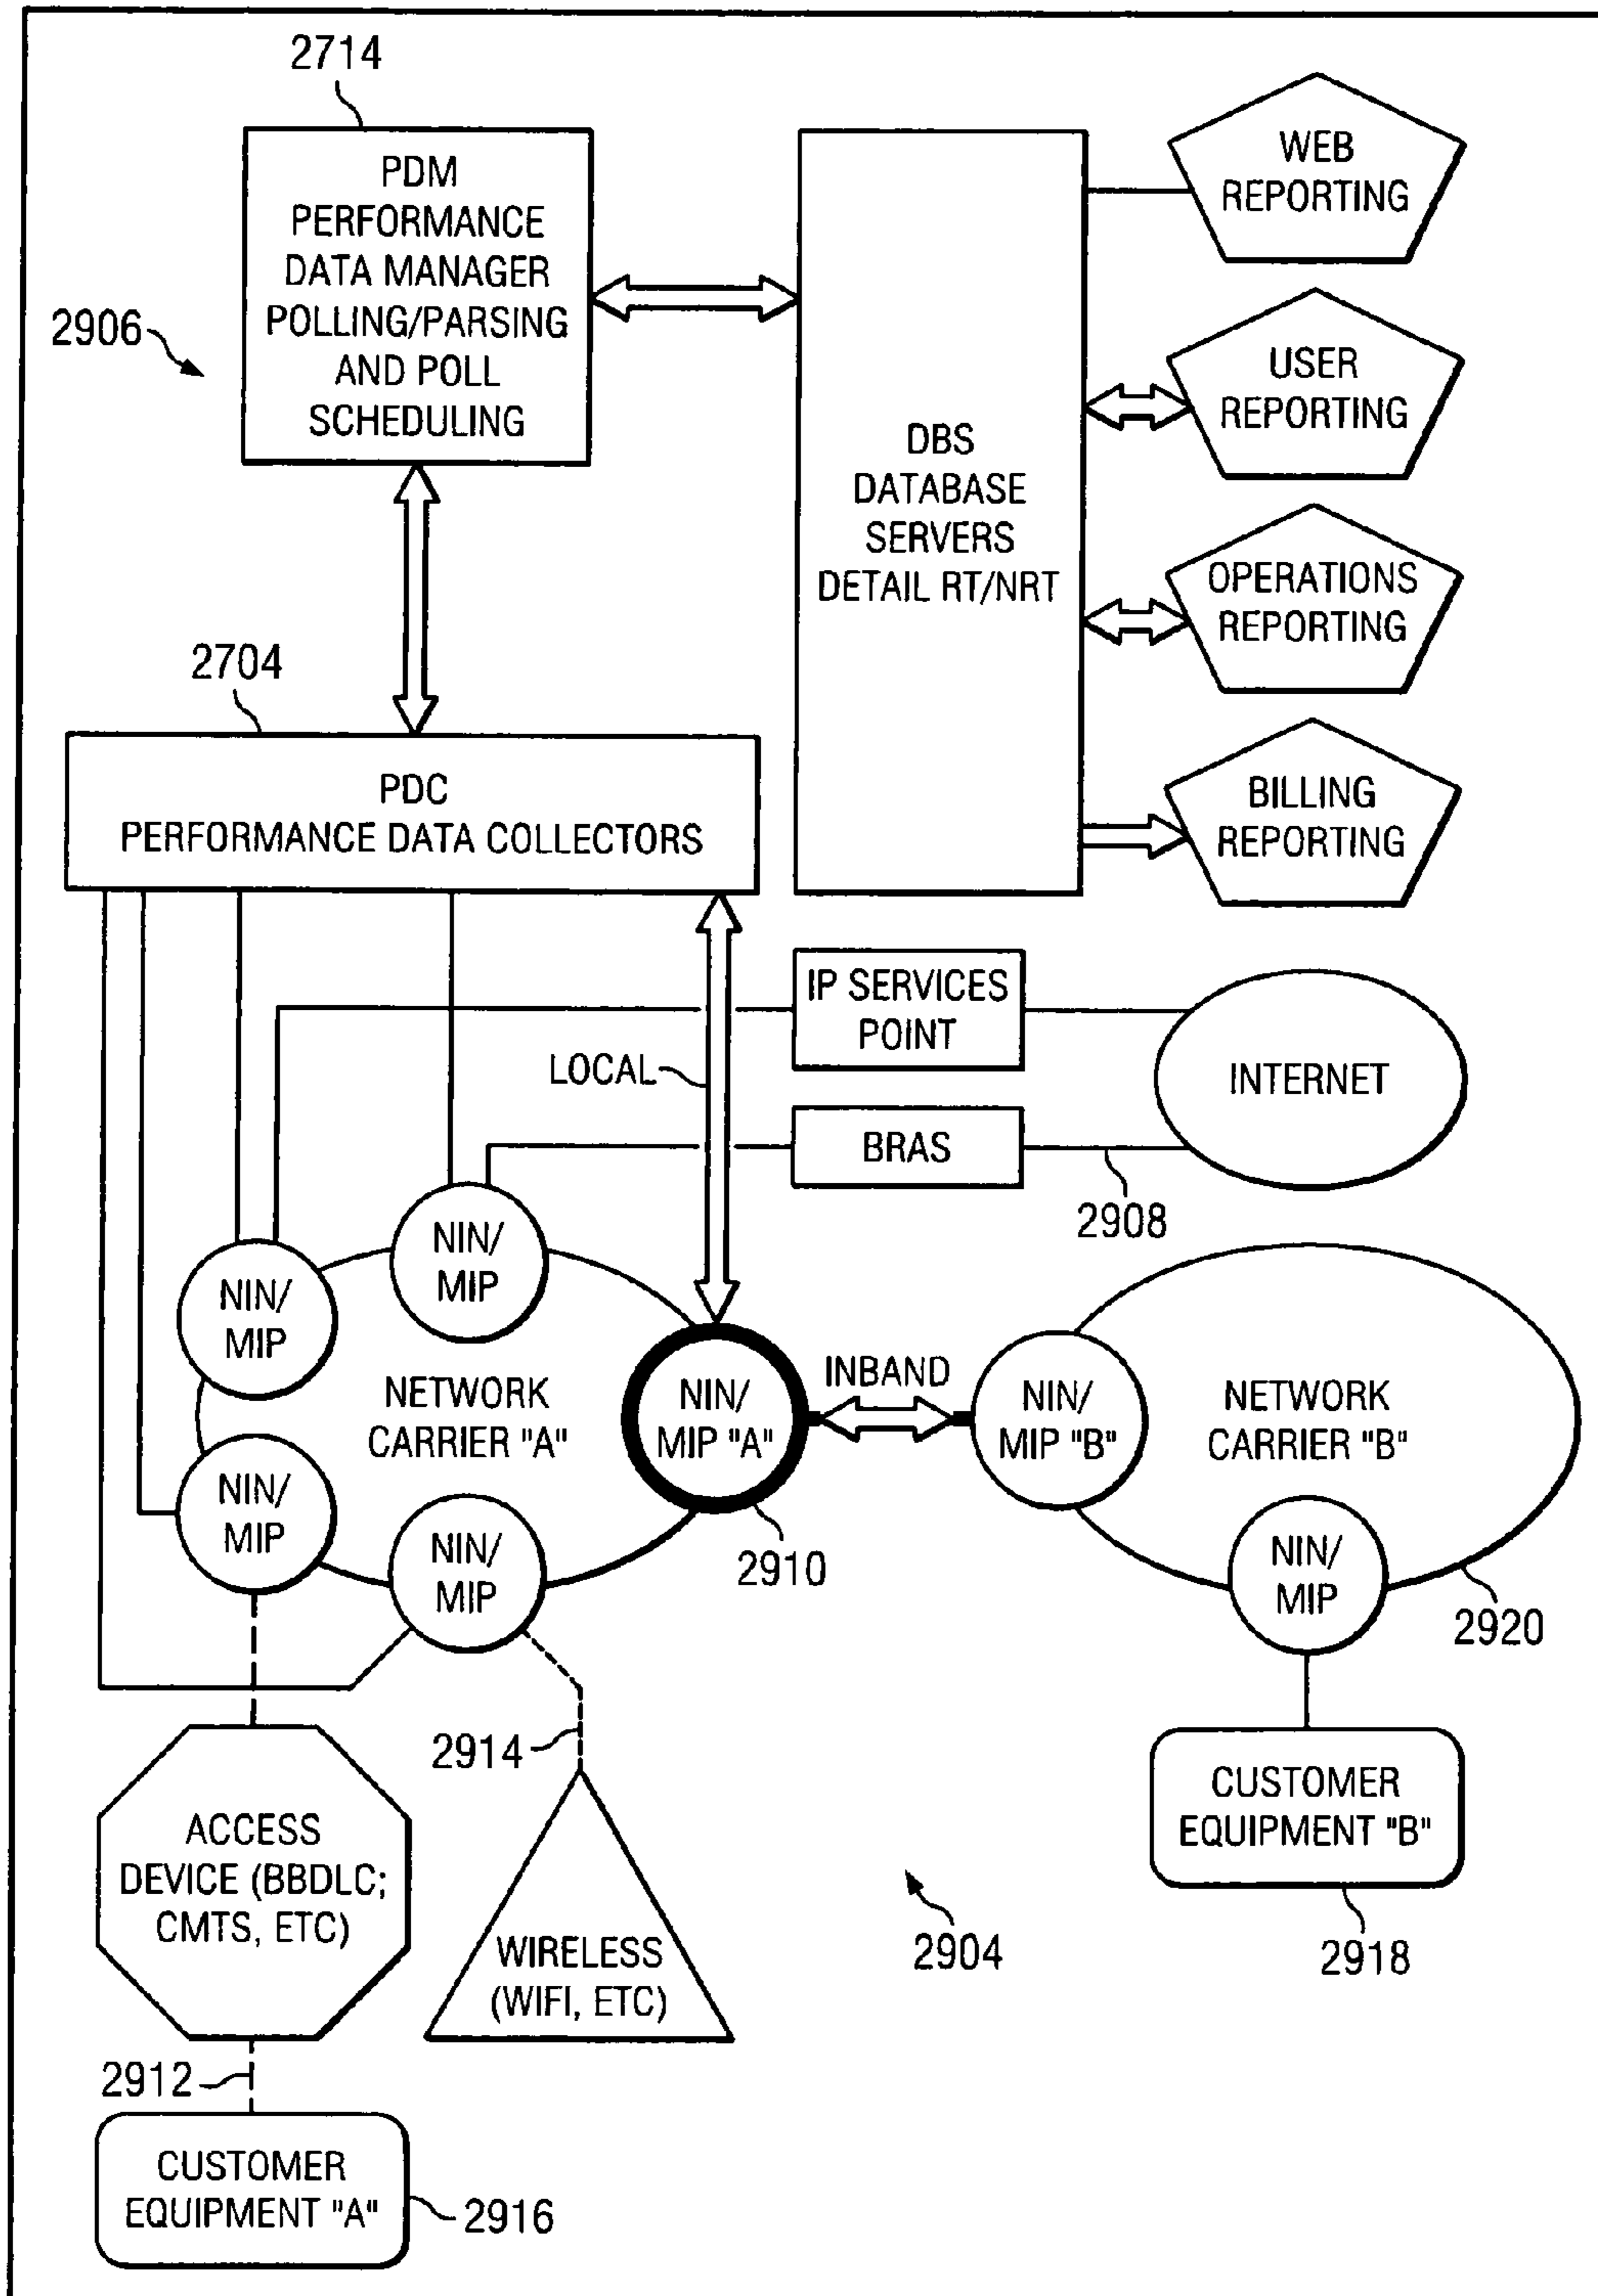 2714
PDM
PERFORMANCE
DATA MANAGER
POLLING/PARSING
AND POLL
SCHEDULING
2906
DBS
DATABASE
SERVERS
DETAIL RT/NRT
WEB
REPORTING
USER
REPORTING
OPERATIONS
REPORTING
BILLING
REPORTING
2704
PDC
PERFORMANCE DATA COLLECTORS
IP SERVICES
POINT
LOCAL
INTERNET
BRAS
2908
NIN/
MIP
NIN/
MIP
NETWORK
CARRIER "A"
NIN/
MIP "A"
INBAND
NIN/
MIP "B"
NETWORK
CARRIER "B"
NIN/
MIP
NIN/
MIP
2910
NIN/
MIP
2920
2914
ACCESS
DEVICE (BBDLC;
CMTS, ETC)
WIRELESS
(WIFI, ETC)
2904
CUSTOMER
EQUIPMENT "B"
2918
2912
CUSTOMER
EQUIPMENT "A"
2916